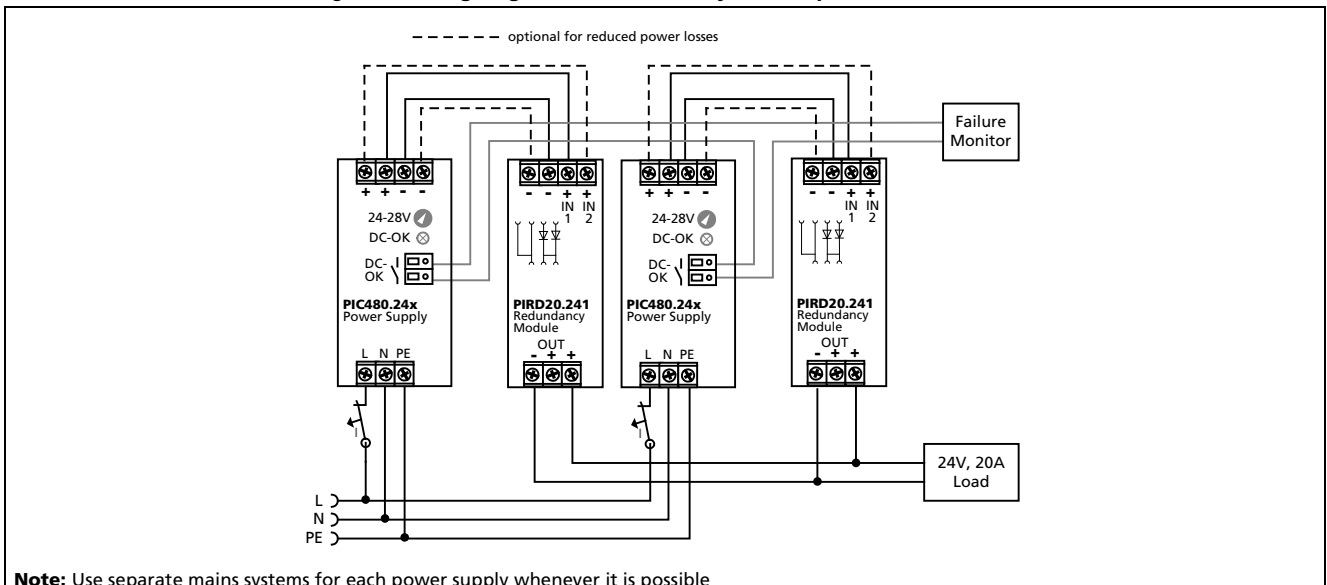 optional for reduced power losses
Failure
Monitor
+ + - -
24-28V
DC-OK
DC-
OK
PIC480.24x
Power Supply
L N PE
- - + +
IN IN
1 2
PIRD20.241
Redundancy
Module
OUT
- + +
+ + - -
24-28V
DC-OK
DC-
OK
PIC480.24x
Power Supply
L N PE
- - + +
IN IN
1 2
PIRD20.241
Redundancy
Module
OUT
- + +
I
I
24V, 20A
Load
L
N
PE
Note: Use separate mains systems for each power supply whenever it is possible